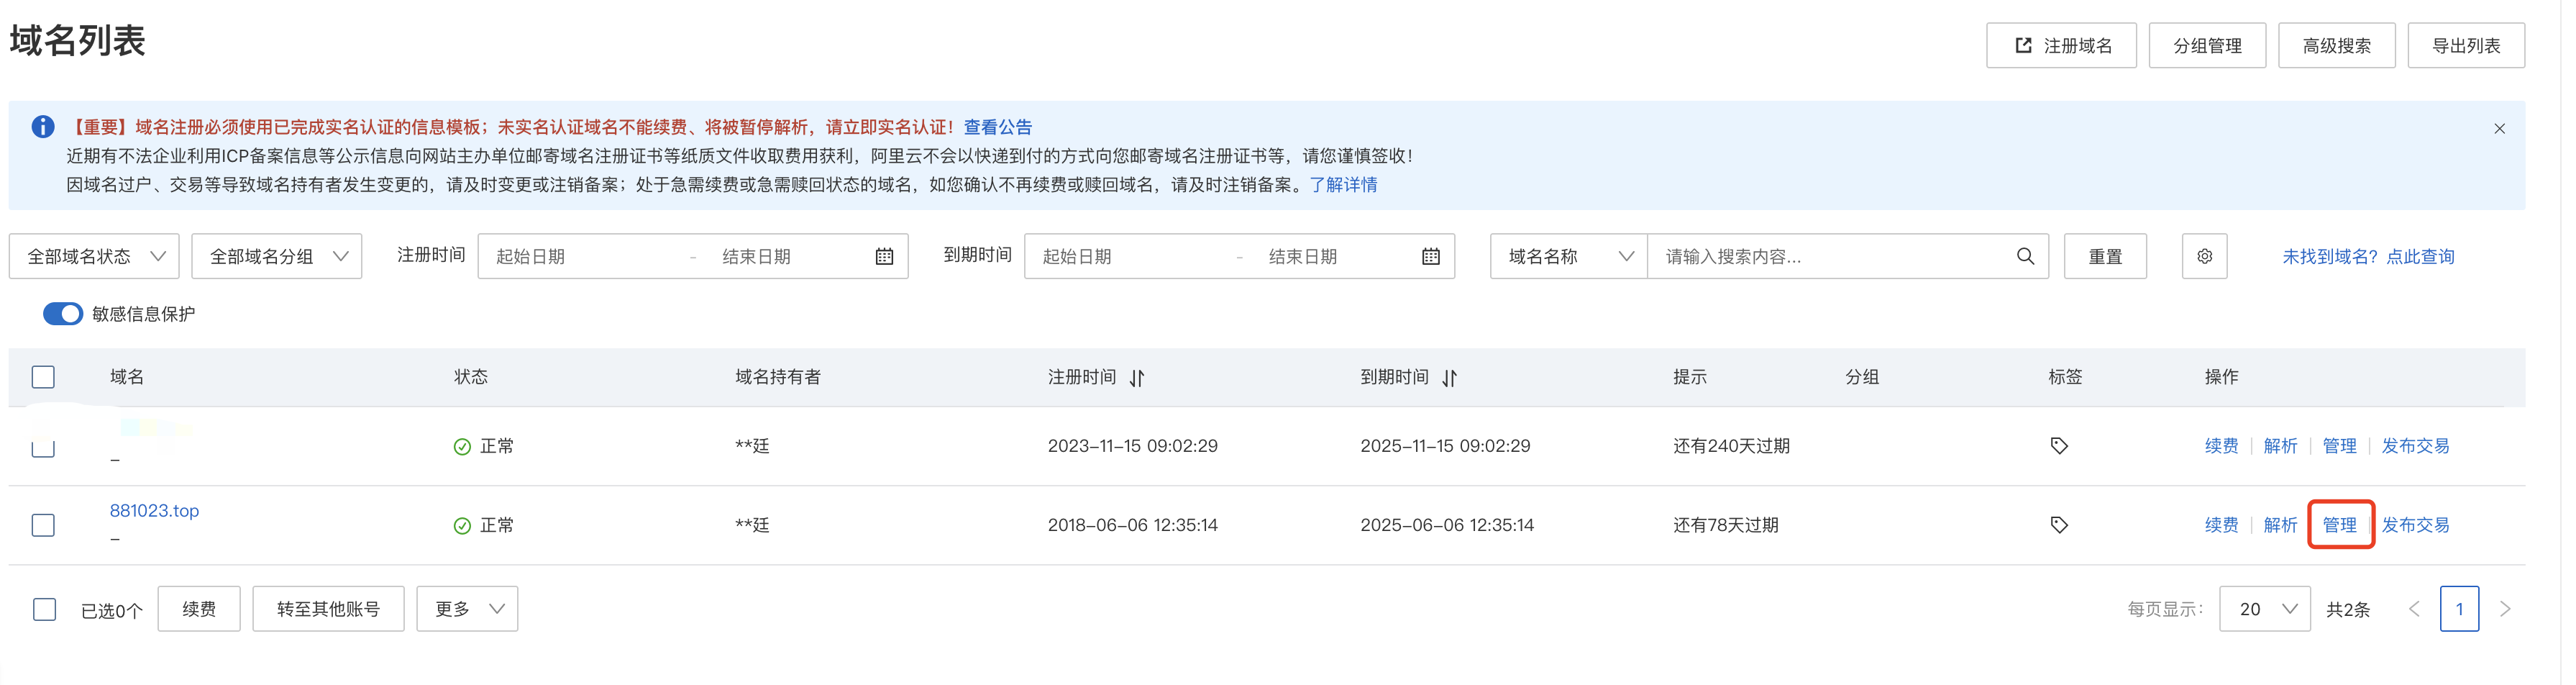 域名列表
注册域名 分组管理 高级搜索 导出列表
【重要】域名注册必须使用已完成实名认证的信息模板；未实名认证域名不能续费、将被暂停解析，请立即实名认证！查看公告
近期有不法企业利用ICP备案信息等公示信息向网站主办单位邮寄域名注册证书等纸质文件收取费用获利，阿里云不会以快递到付的方式向您邮寄域名注册证书等，请您谨慎签收！
因域名过户、交易等导致域名持有者发生变更的，请及时变更或注销备案；处于急需续费或急需赎回状态的域名，如您确认不再续费或赎回域名，请及时注销备案。了解详情
全部域名状态 全部域名分组 注册时间 起始日期 - 结束日期 到期时间 起始日期 - 结束日期 域名名称 请输入搜索内容... 重置 未找到域名？点此查询
敏感信息保护
域名 状态 域名持有者 注册时间 到期时间 提示 分组 标签 操作
正常 **廷 2023-11-15 09:02:29 2025-11-15 09:02:29 还有240天过期 续费 解析 管理 发布交易
–
881023.top
正常 **廷 2018-06-06 12:35:14 2025-06-06 12:35:14 还有78天过期 续费 解析 管理 发布交易
–
已选0个 续费 转至其他账号 更多 每页显示： 20 共2条 1